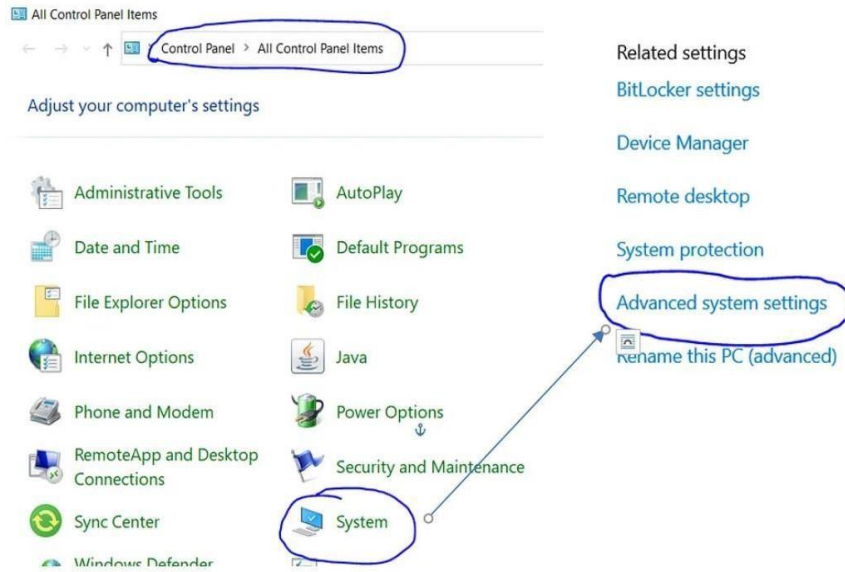 All Control Panel Items
Control Panel > All Control Panel Items
Adjust your computer's settings
Administrative Tools
AutoPlay
Date and Time
Default Programs
File Explorer Options
File History
Internet Options
Java
Phone and Modem
Power Options
RemoteApp and Desktop
Connections
Security and Maintenance
Sync Center
System
Windows Defender
Related settings
BitLocker settings
Device Manager
Remote desktop
System protection
Advanced system settings
Rename this PC (advanced)